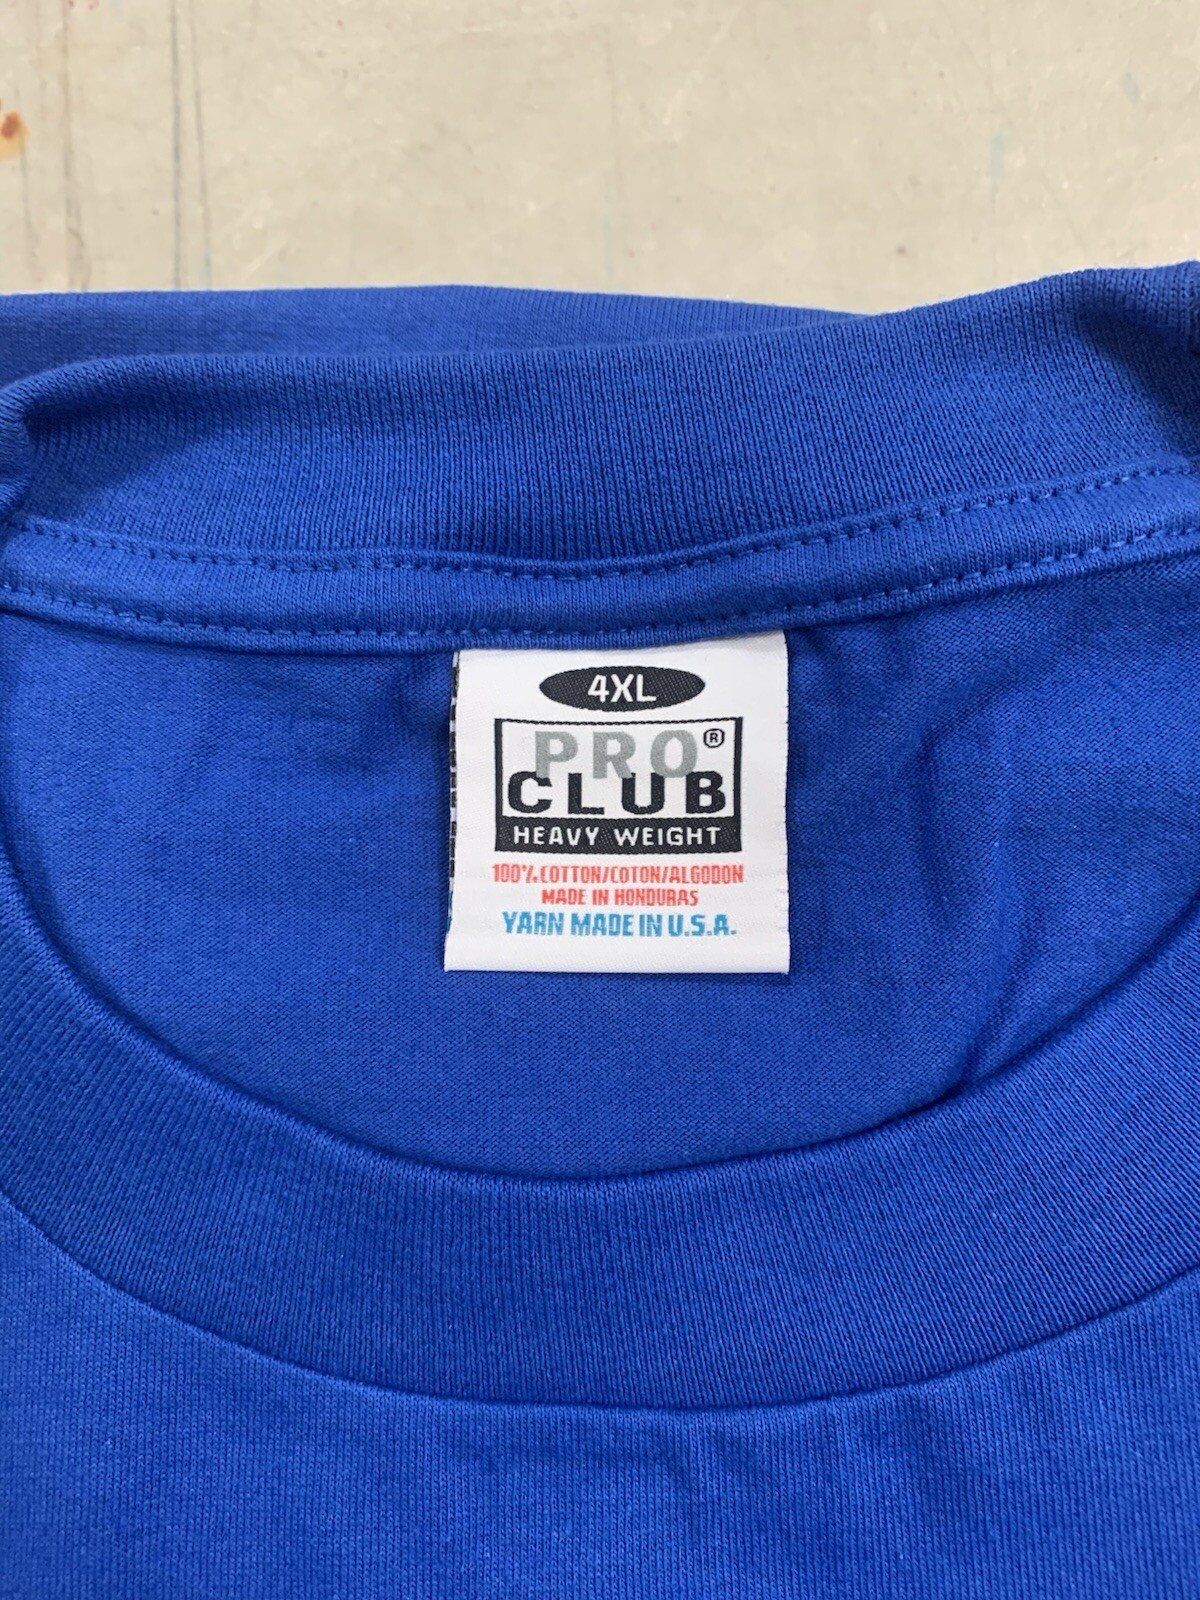 4XL
PRO®
CLUB
HEAVY WEIGHT
100% COTTON/COTON/ALGODON
MADE IN HONDURAS
YARN MADE IN U.S.A.